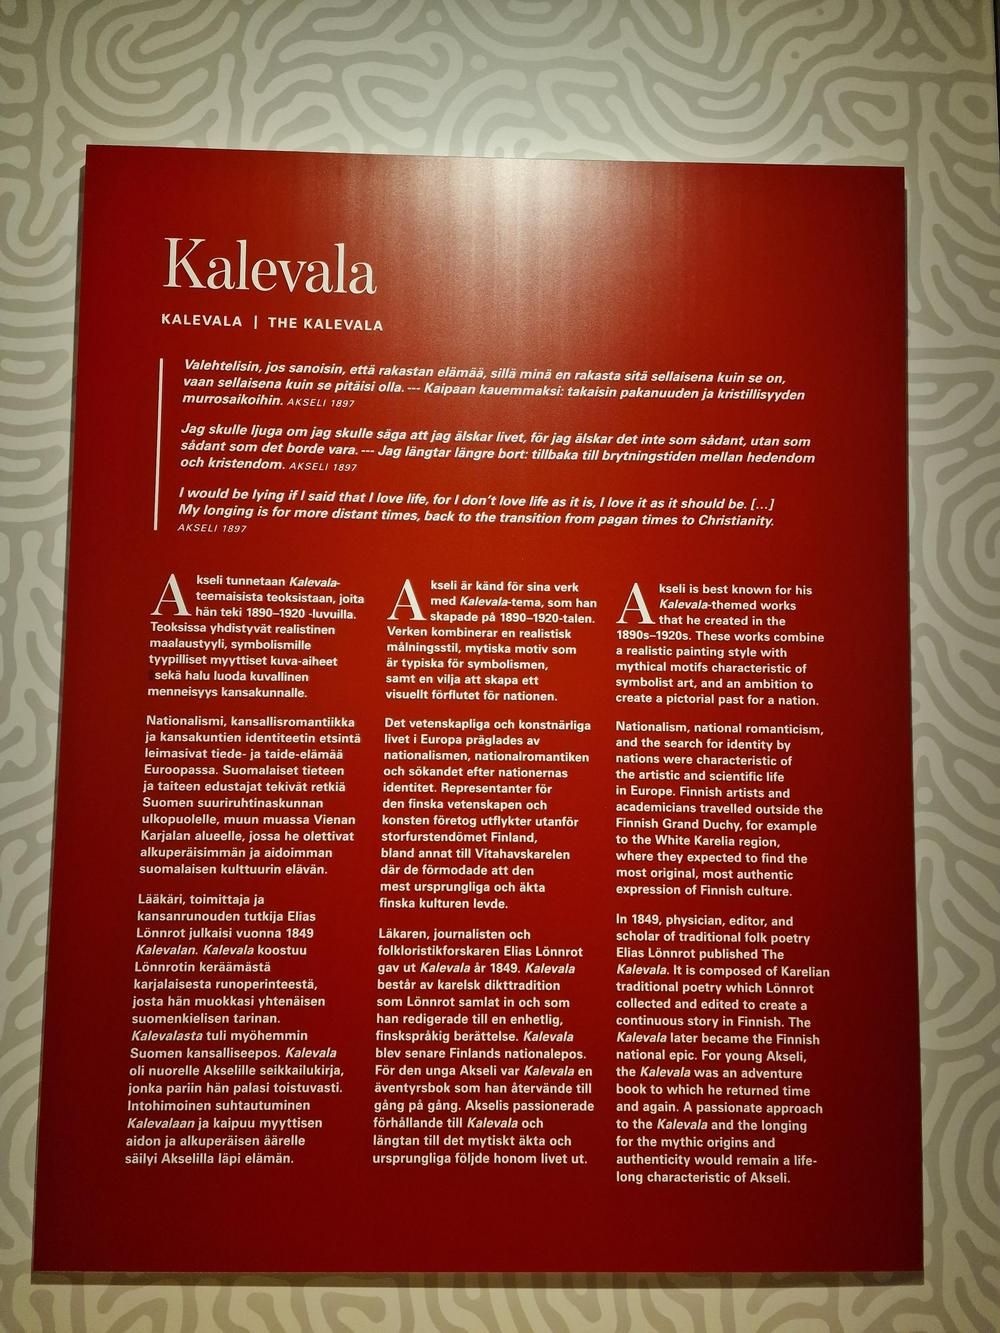 Kalevala
KALEVALA | THE KALEVALA
Valehtelisin, jos sanoisin, että rakastan elämää, sillä minä en rakasta sitä sellaisena kuin se on,
vaan sellaisena kuin se pitäisi olla. --- Kaipaan kauemmaksi: takaisin pakanuuden ja kristillisyyden
murrosaikoihin. AKSELI 1897
Jag skulle ljuga om jag skulle säga att jag älskar livet, för jag älskar det inte som sådant, utan som
sådant som det borde vara. --- Jag längtar längre bort: tillbaka till brytningstiden mellan hedendom
och kristendom. AKSELI 1897
I would be lying if I said that I love life, for I don't love life as it is, I love it as it should be. [...]
My longing is for more distant times, back to the transition from pagan times to Christianity.
AKSELI 1897
Akseli tunnetaan Kalevala-
teemaisista teoksistaan, joita
hän teki 1890–1920 -luvuilla.
Teoksissa yhdistyvät realistinen
maalaustyyli, symbolismille
tyypilliset myyttiset kuva-aiheet
sekä halu luoda kuvallinen
menneisyys kansakunnalle.
Nationalismi, kansallisromantiikka
ja kansakuntien identiteetin etsintä
leimasivat tiede- ja taide-elämää
Euroopassa. Suomalaiset tieteen
ja taiteen edustajat tekivät retkiä
Suomen suuriruhtinaskunnan
ulkopuolelle, muun muassa Vienan
Karjalan alueelle, jossa he olettivat
alkuperäisimmän ja aidoimman
suomalaisen kulttuurin elävän.
Lääkäri, toimittaja ja
kansanrunouden tutkija Elias
Lönnrot julkaisi vuonna 1849
Kalevalan. Kalevala koostuu
Lönnrotin keräämästä
karjalaisesta runoperinteestä,
josta hän muokkasi yhtenäisen
suomenkielisen tarinan.
Kalevalasta tuli myöhemmin
Suomen kansalliseepos. Kalevala
oli nuorelle Akselille seikkailukirja,
jonka pariin hän palasi toistuvasti.
Intohimoinen suhtautuminen
Kalevalaan ja kaipuu myyttisen
aidon ja alkuperäisen äärelle
säilyi Akselilla läpi elämän.
Akseli är känd för sina verk
med Kalevala-tema, som han
skapade på 1890–1920-talen.
Verken kombinerar en realistisk
målningsstil, mytiska motiv som
är typiska för symbolismen,
samt en vilja att skapa ett
visuellt förflutet för nationen.
Det vetenskapliga och konstnärliga
livet i Europa präglades av
nationalismen, nationalromantiken
och sökandet efter nationernas
identitet. Representanter för
den finska vetenskapen och
konsten företog utflykter utanför
storfurstendömet Finland,
bland annat till Vitahavskarelen
där de förmodade att den
mest ursprungliga och äkta
finska kulturen levde.
Läkaren, journalisten och
folkloristikforskaren Elias Lönnrot
gav ut Kalevala år 1849. Kalevala
består av karelsk dikttradition
som Lönnrot samlat in och som
han redigerade till en enhetlig,
finskspråkig berättelse. Kalevala
blev senare Finlands nationalepos.
För den unga Akseli var Kalevala en
äventyrsbok som han återvände till
gång på gång. Akselis passionerade
förhållande till Kalevala och
längtan till det mytiskt äkta och
ursprungliga följde honom livet ut.
Akseli is best known for his
Kalevala-themed works
that he created in the
1890s–1920s. These works combine
a realistic painting style with
mythical motifs characteristic of
symbolist art, and an ambition to
create a pictorial past for a nation.
Nationalism, national romanticism,
and the search for identity by
nations were characteristic of
the artistic and scientific life
in Europe. Finnish artists and
academicians travelled outside the
Finnish Grand Duchy, for example
to the White Karelia region,
where they expected to find the
most original, most authentic
expression of Finnish culture.
In 1849, physician, editor, and
scholar of traditional folk poetry
Elias Lönnrot published The
Kalevala. It is composed of Karelian
traditional poetry which Lönnrot
collected and edited to create a
continuous story in Finnish. The
Kalevala later became the Finnish
national epic. For young Akseli,
the Kalevala was an adventure
book to which he returned time
and again. A passionate approach
to the Kalevala and the longing
for the mythic origins and
authenticity would remain a life-
long characteristic of Akseli.